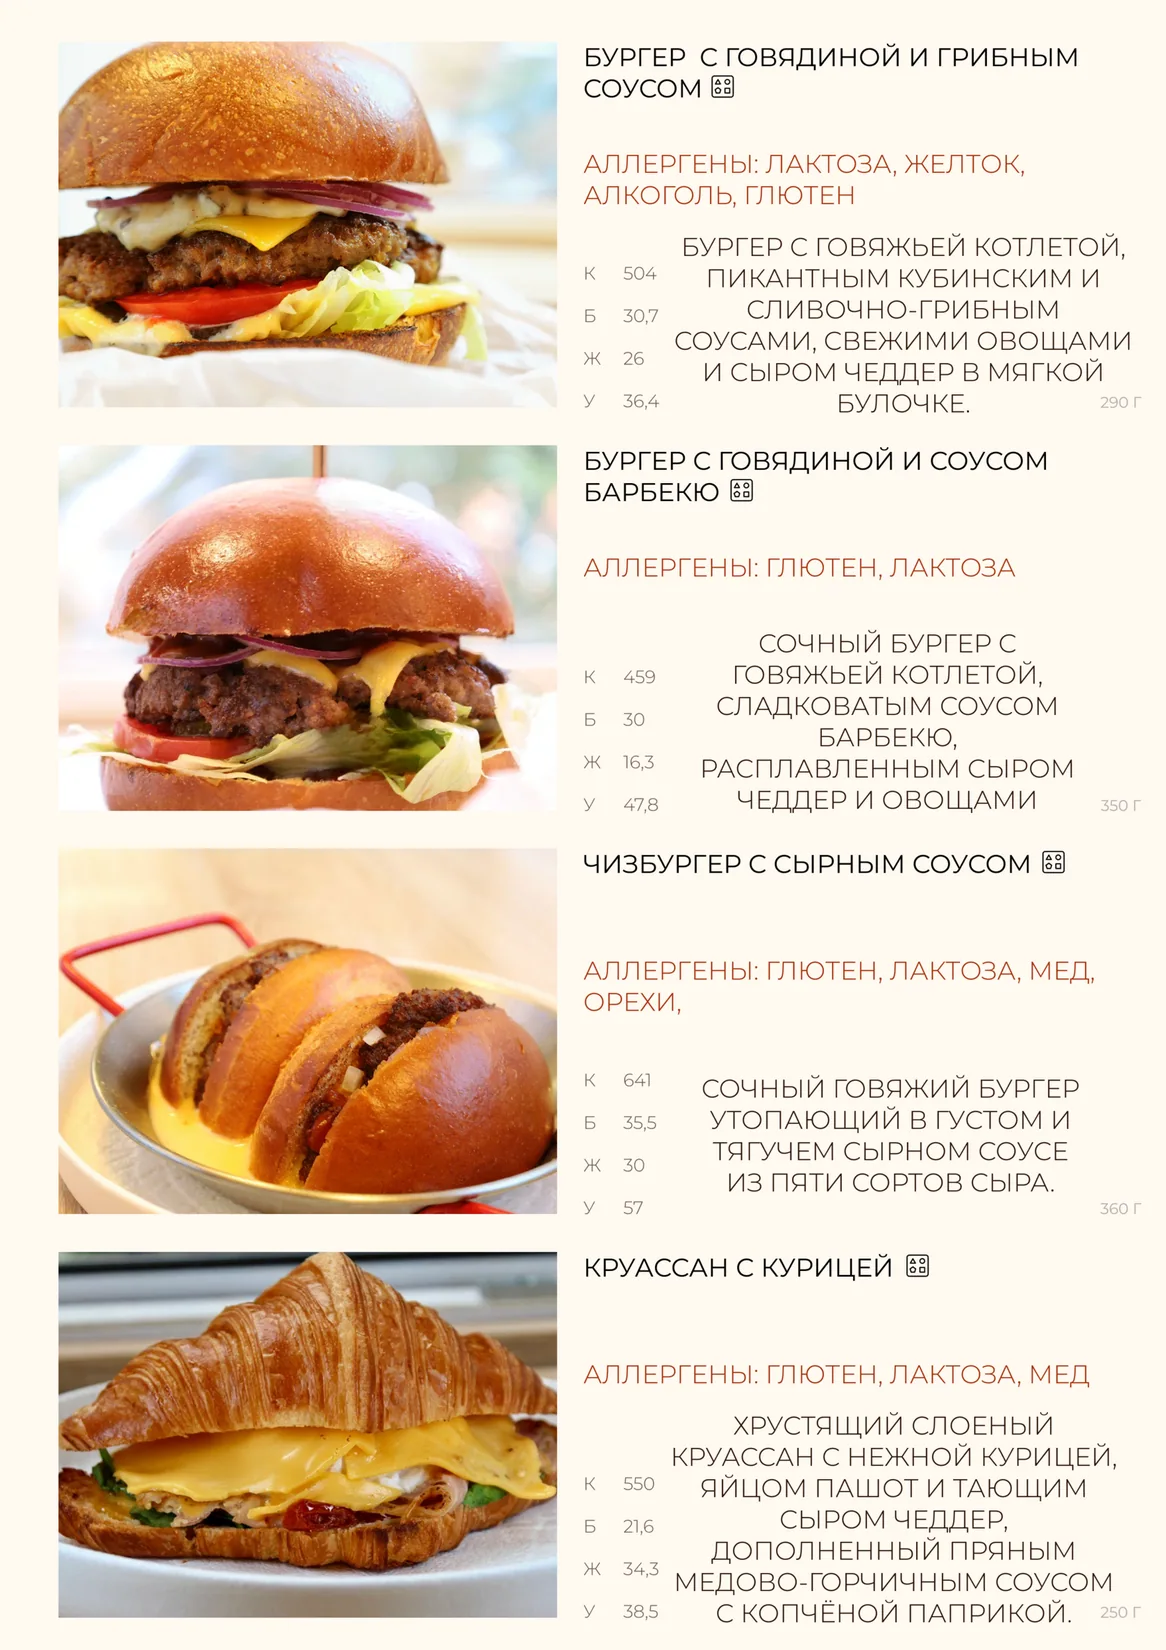 БУРГЕР С ГОВЯДИНОЙ И ГРИБНЫМ
СОУСОМ
АЛЛЕРГЕНЫ: ЛАКТОЗА, ЖЕЛТОК,
АЛКОГОЛЬ, ГЛЮТЕН
К 504
Б 30,7
Ж 26
У 36,4
БУРГЕР С ГОВЯЖЬЕЙ КОТЛЕТОЙ,
ПИКАНТНЫМ КУБИНСКИМ И
СЛИВОЧНО-ГРИБНЫМ
СОУСАМИ, СВЕЖИМИ ОВОЩАМИ
И СЫРОМ ЧЕДДЕР В МЯГКОЙ
БУЛОЧКЕ.
290 Г
БУРГЕР С ГОВЯДИНОЙ И СОУСОМ
БАРБЕКЮ
АЛЛЕРГЕНЫ: ГЛЮТЕН, ЛАКТОЗА
К 459
Б 30
Ж 16,3
У 47,8
СОЧНЫЙ БУРГЕР С
ГОВЯЖЬЕЙ КОТЛЕТОЙ,
СЛАДКОВАТЫМ СОУСОМ
БАРБЕКЮ,
РАСПЛАВЛЕННЫМ СЫРОМ
ЧЕДДЕР И ОВОЩАМИ
350 Г
ЧИЗБУРГЕР С СЫРНЫМ СОУСОМ
АЛЛЕРГЕНЫ: ГЛЮТЕН, ЛАКТОЗА, МЕД,
ОРЕХИ,
К 641
Б 35,5
Ж 30
У 57
СОЧНЫЙ ГОВЯЖИЙ БУРГЕР
УТОПАЮЩИЙ В ГУСТОМ И
ТЯГУЧЕМ СЫРНОМ СОУСЕ
ИЗ ПЯТИ СОРТОВ СЫРА.
360 Г
КРУАССАН С КУРИЦЕЙ
АЛЛЕРГЕНЫ: ГЛЮТЕН, ЛАКТОЗА, МЕД
К 550
Б 21,6
Ж 34,3
У 38,5
ХРУСТЯЩИЙ СЛОЕНЫЙ
КРУАССАН С НЕЖНОЙ КУРИЦЕЙ,
ЯЙЦОМ ПАШОТ И ТАЮЩИМ
СЫРОМ ЧЕДДЕР,
ДОПОЛНЕННЫЙ ПРЯНЫМ
МЕДОВО-ГОРЧИЧНЫМ СОУСОМ
С КОПЧЁНОЙ ПАПРИКОЙ.
250 Г